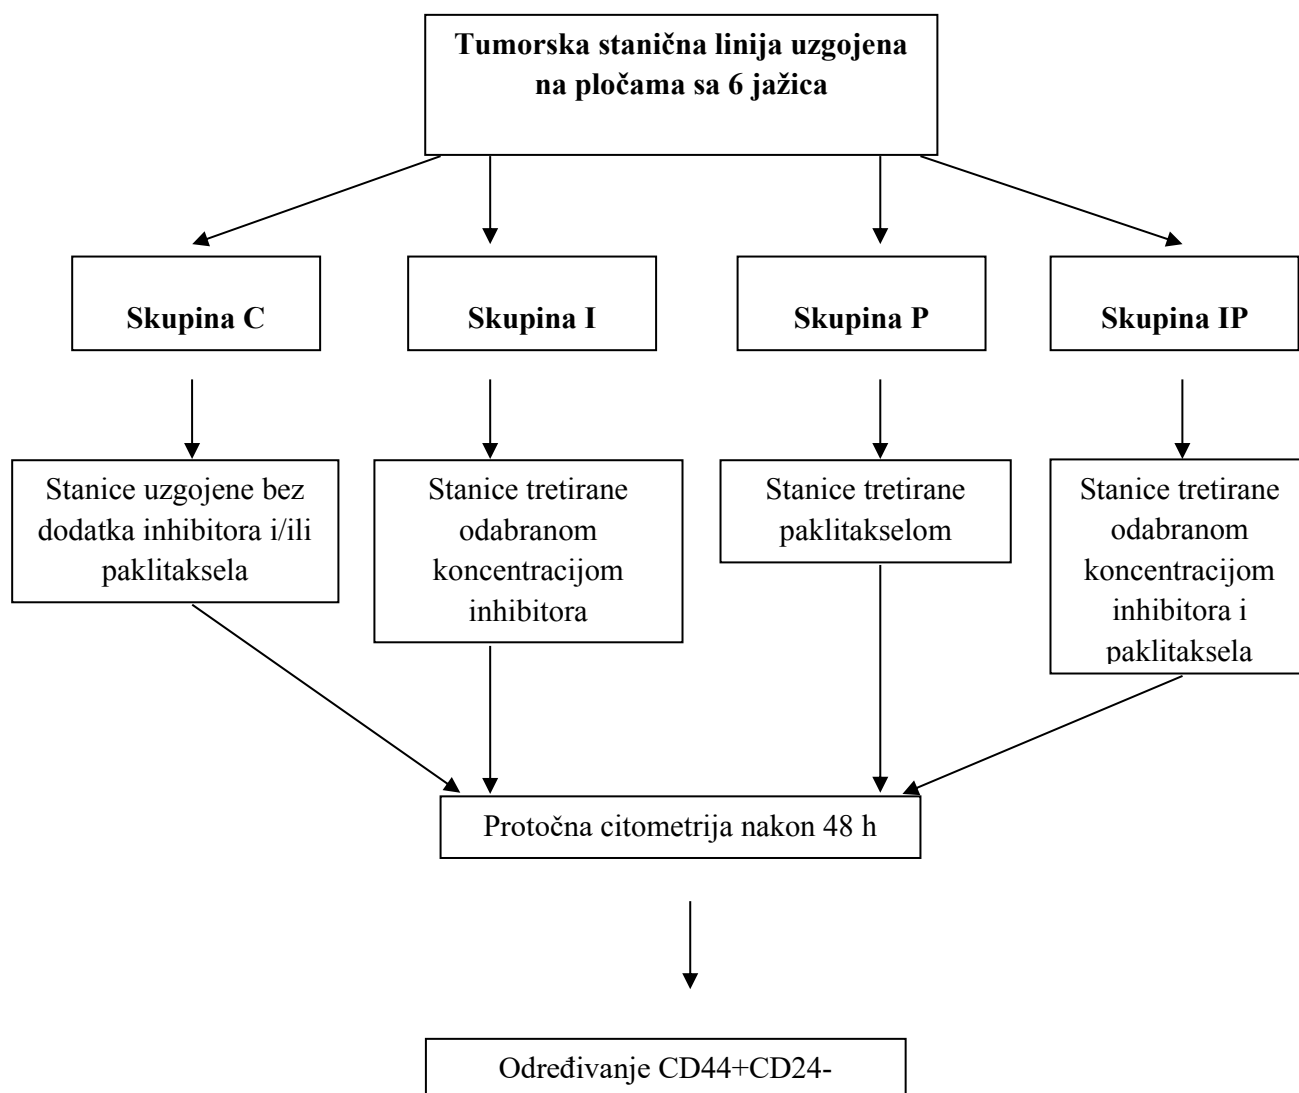 Tumorska stanična linija uzgojena
na pločama sa 6 jažica
Skupina C
Skupina I
Skupina P
Skupina IP
Stanice uzgojene bez
dodatka inhibitora i/ili
paklitaksela
Stanice tretirane
odabranom
koncentracijom
inhibitora
Stanice tretirane
paklitakselom
Stanice tretirane
odabranom
koncentracijom
inhibitora i
paklitaksela
Protočna citometrija nakon 48 h
Određivanje CD44+CD24-